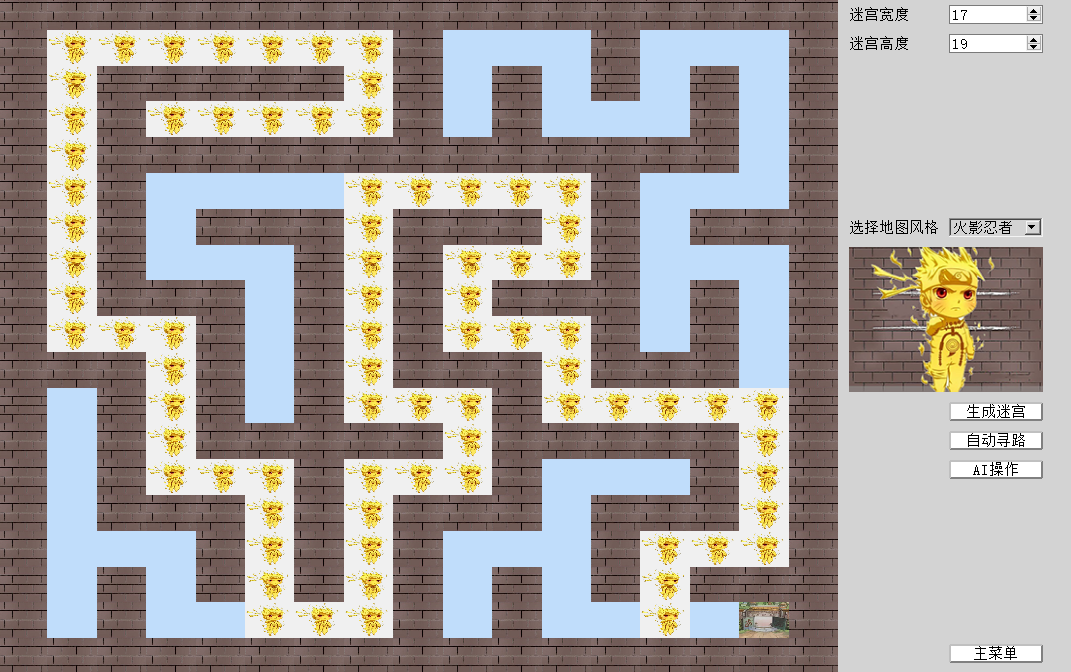 迷宫宽度 17
迷宫高度 19
选择地图风格 火影忍者
生成迷宫
自动寻路
AI操作
主菜单